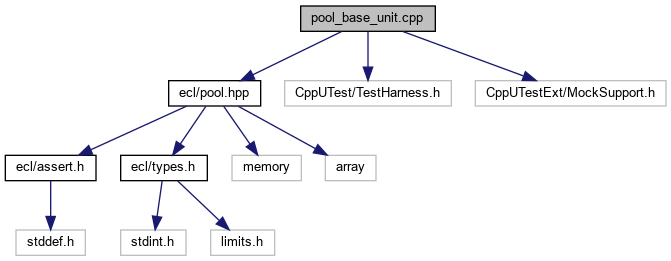 pool_base_unit.cpp
ecl/pool.hpp
CppUTest/TestHarness.h
CppUTestExt/MockSupport.h
ecl/assert.h
ecl/types.h
memory
array
stddef.h
stdint.h
limits.h